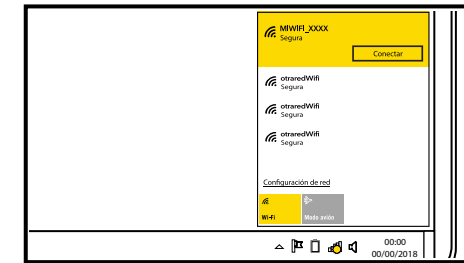 MIWIFI_XXXX
Segura
Conectar
otraredWifi
Segura
otraredWifi
Segura
otraredWifi
Segura
Configuración de red
Wi-Fi
Modo avión
00:00
00/00/2018